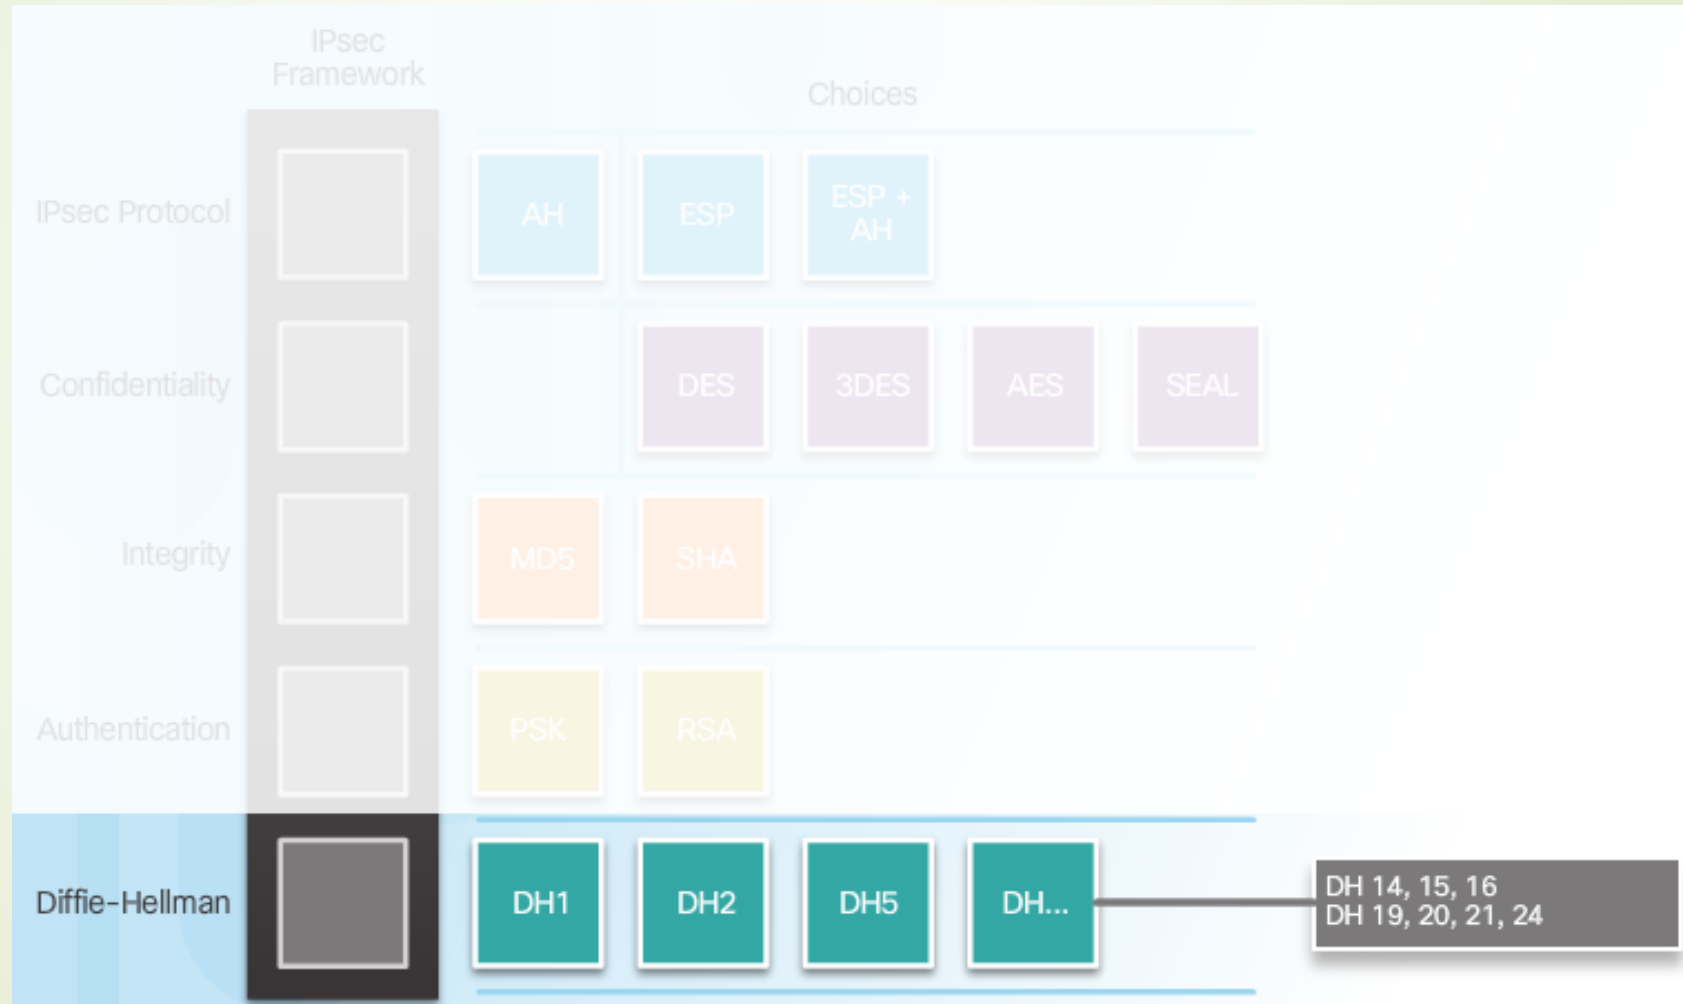 IPsec
Framework
Choices
IPsec Protocol
AH
ESP
ESP +
AH
Confidentiality
DES
3DES
AES
SEAL
Integrity
MD5
SHA
Authentication
PSK
RSA
Diffie-Hellman
DH1
DH2
DH5
DH...
DH 14, 15, 16
DH 19, 20, 21, 24